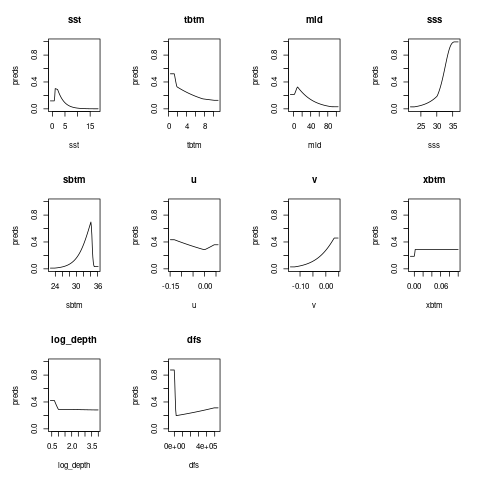 sst tbtm mld sss
preds 0.0 0.4 0.8 preds 0.0 0.4 0.8 preds 0.0 0.4 0.8 preds 0.0 0.4 0.8
0 5 15 0 4 8 0 40 80 25 30 35
sst tbtm mld sss
sbtm u v xbtm
preds 0.0 0.4 0.8 preds 0.0 0.4 0.8 preds 0.0 0.4 0.8 preds 0.0 0.4 0.8
24 30 36 -0.15 0.00 -0.10 0.00 0.00 0.06
sbtm u v xbtm
log_depth dfs
preds 0.0 0.4 0.8 preds 0.0 0.4 0.8
0.5 2.0 3.5 0e+00 4e+05
log_depth dfs